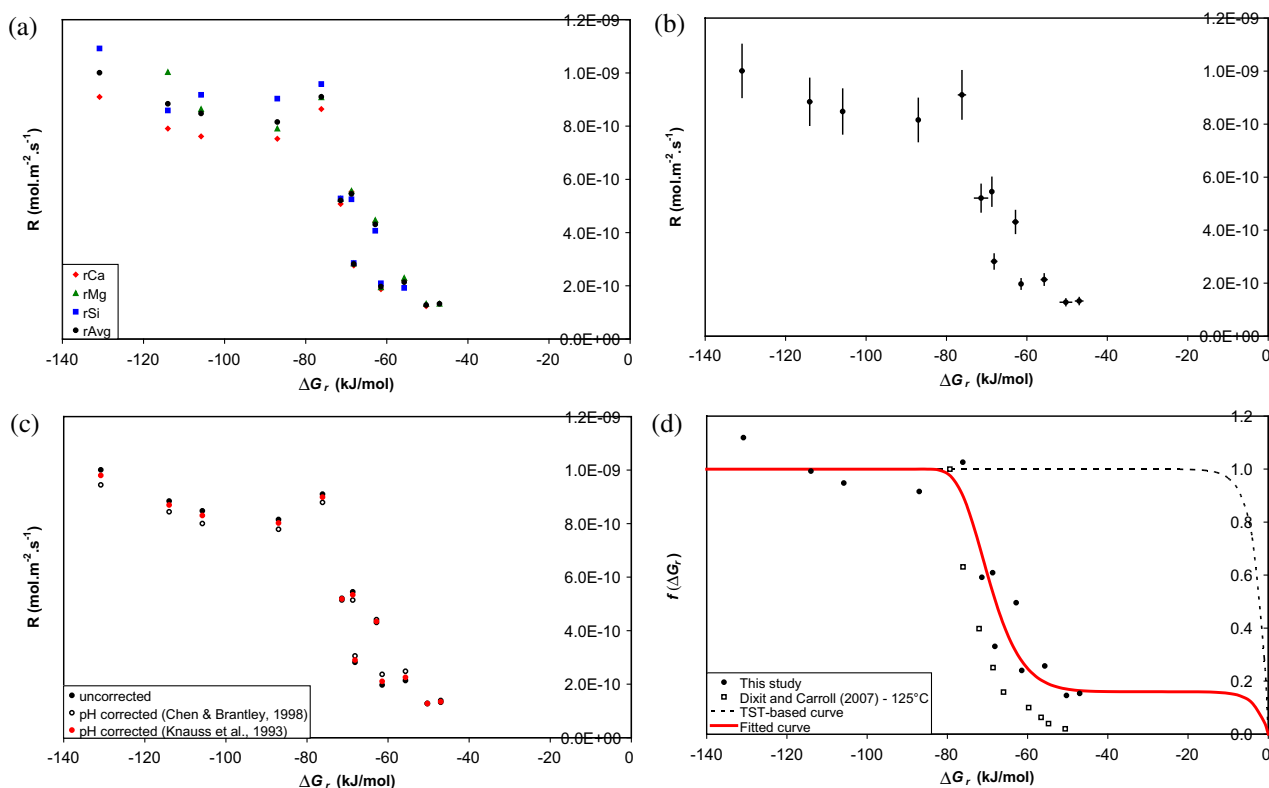 (a)
1.2E-09
1.0E-09
8.0E-10
6.0E-10
4.0E-10
2.0E-10
0.0E+00
R (mol.m-2.s-1)
rCa
rMg
rSi
rAvg
-140 -120 -100 -80 -60 -40 -20 0
ΔGr (kJ/mol)
(b)
1.2E-09
1.0E-09
8.0E-10
6.0E-10
4.0E-10
2.0E-10
0.0E+00
R (mol.m-2.s-1)
-140 -120 -100 -80 -60 -40 -20 0
ΔGr (kJ/mol)
(c)
1.2E-09
1.0E-09
8.0E-10
6.0E-10
4.0E-10
2.0E-10
0.0E+00
R (mol.m-2.s-1)
uncorrected
pH corrected (Chen & Brantley, 1998)
pH corrected (Knauss et al., 1993)
-140 -120 -100 -80 -60 -40 -20 0
ΔGr (kJ/mol)
(d)
1.2
1.0
0.8
0.6
0.4
0.2
0.0
f (ΔGr)
This study
Dixit and Carroll (2007) - 125°C
TST-based curve
Fitted curve
-140 -120 -100 -80 -60 -40 -20 0
ΔGr (kJ/mol)